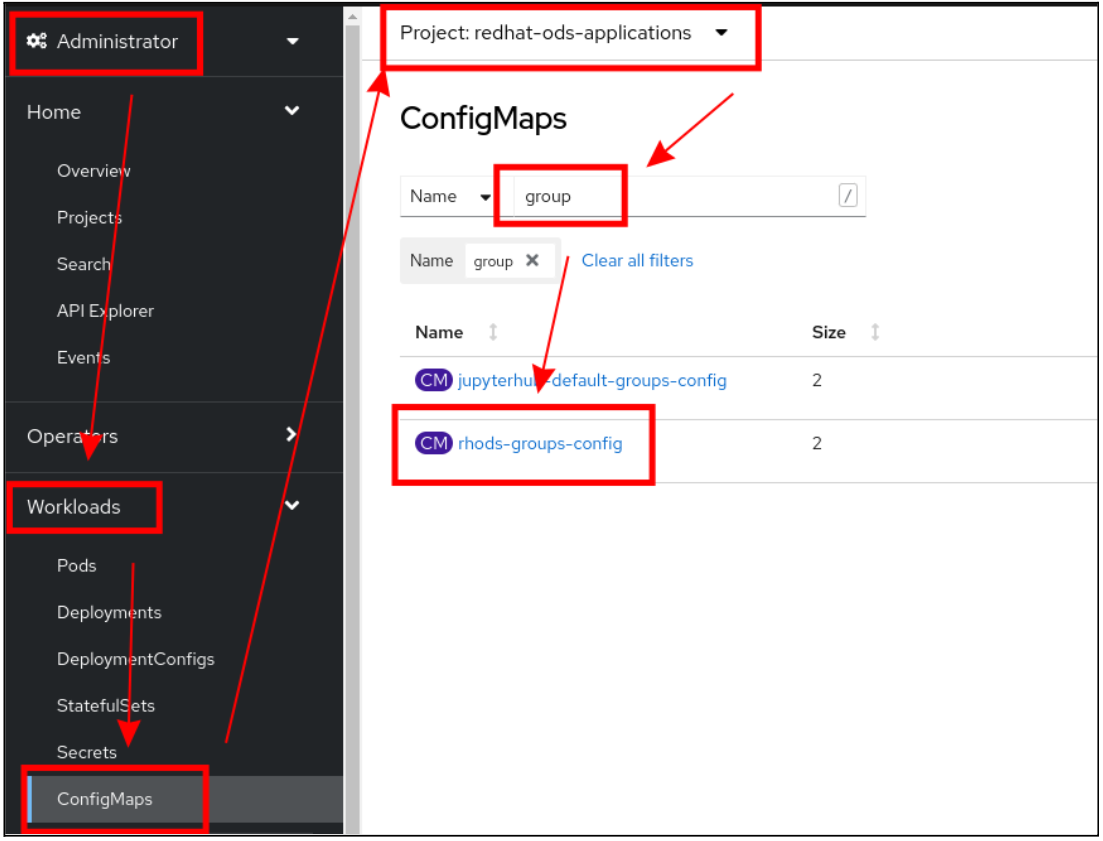 Administrator
Home
Overview
Projects
Search
API Explorer
Events
Operators
Workloads
Pods
Deployments
DeploymentConfigs
StatefulSets
Secrets
ConfigMaps
Project: redhat-ods-applications
ConfigMaps
Name group /
Name group Clear all filters
Name Size
CM jupyterhub-default-groups-config 2
CM rhods-groups-config 2